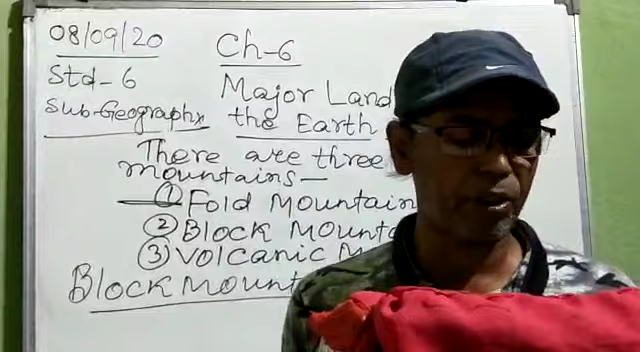 08/09/20
Ch-6
Std-6
Major Land
Sub-Geography
the Earth
There are three
mountains-
① Fold Mountain
② Block Mounta
③ Volcanic M
Block Mount